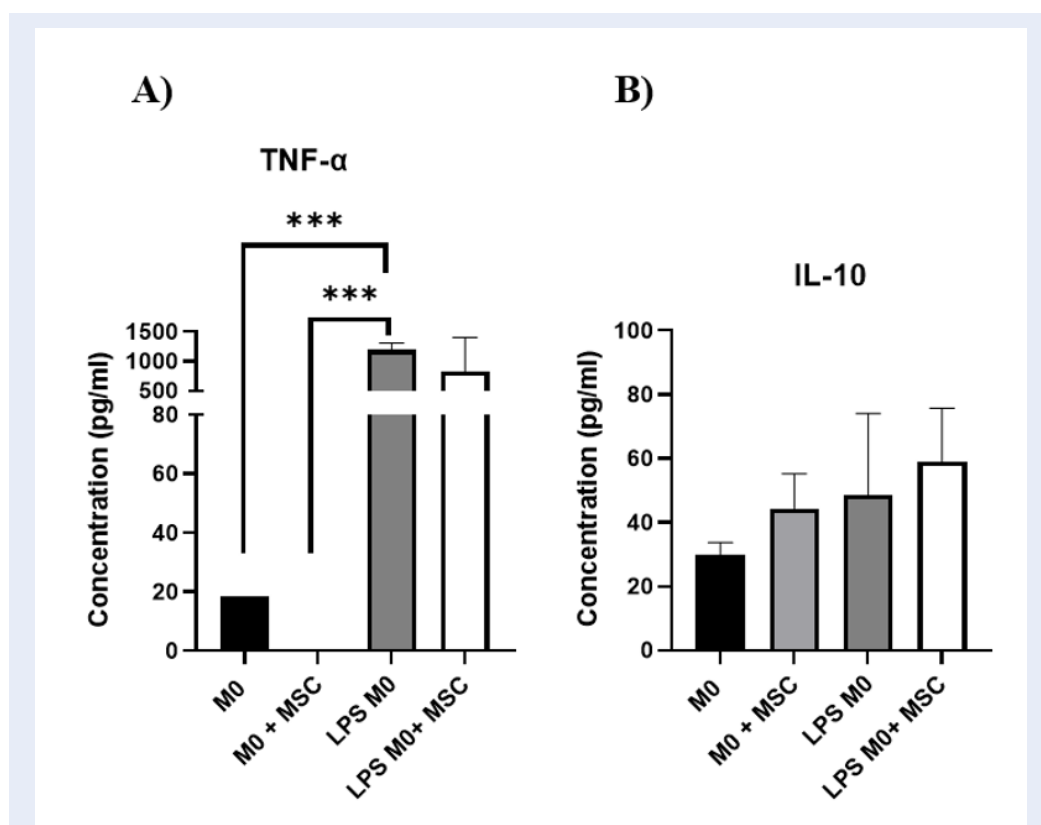 A)
TNF-α
***
***
Concentration (pg/ml)
1500
1000
500
80
60
40
20
0
M0
M0 + MSC
LPS M0
LPS M0+ MSC
B)
IL-10
Concentration (pg/ml)
100
80
60
40
20
0
M0
M0 + MSC
LPS M0
LPS M0+ MSC